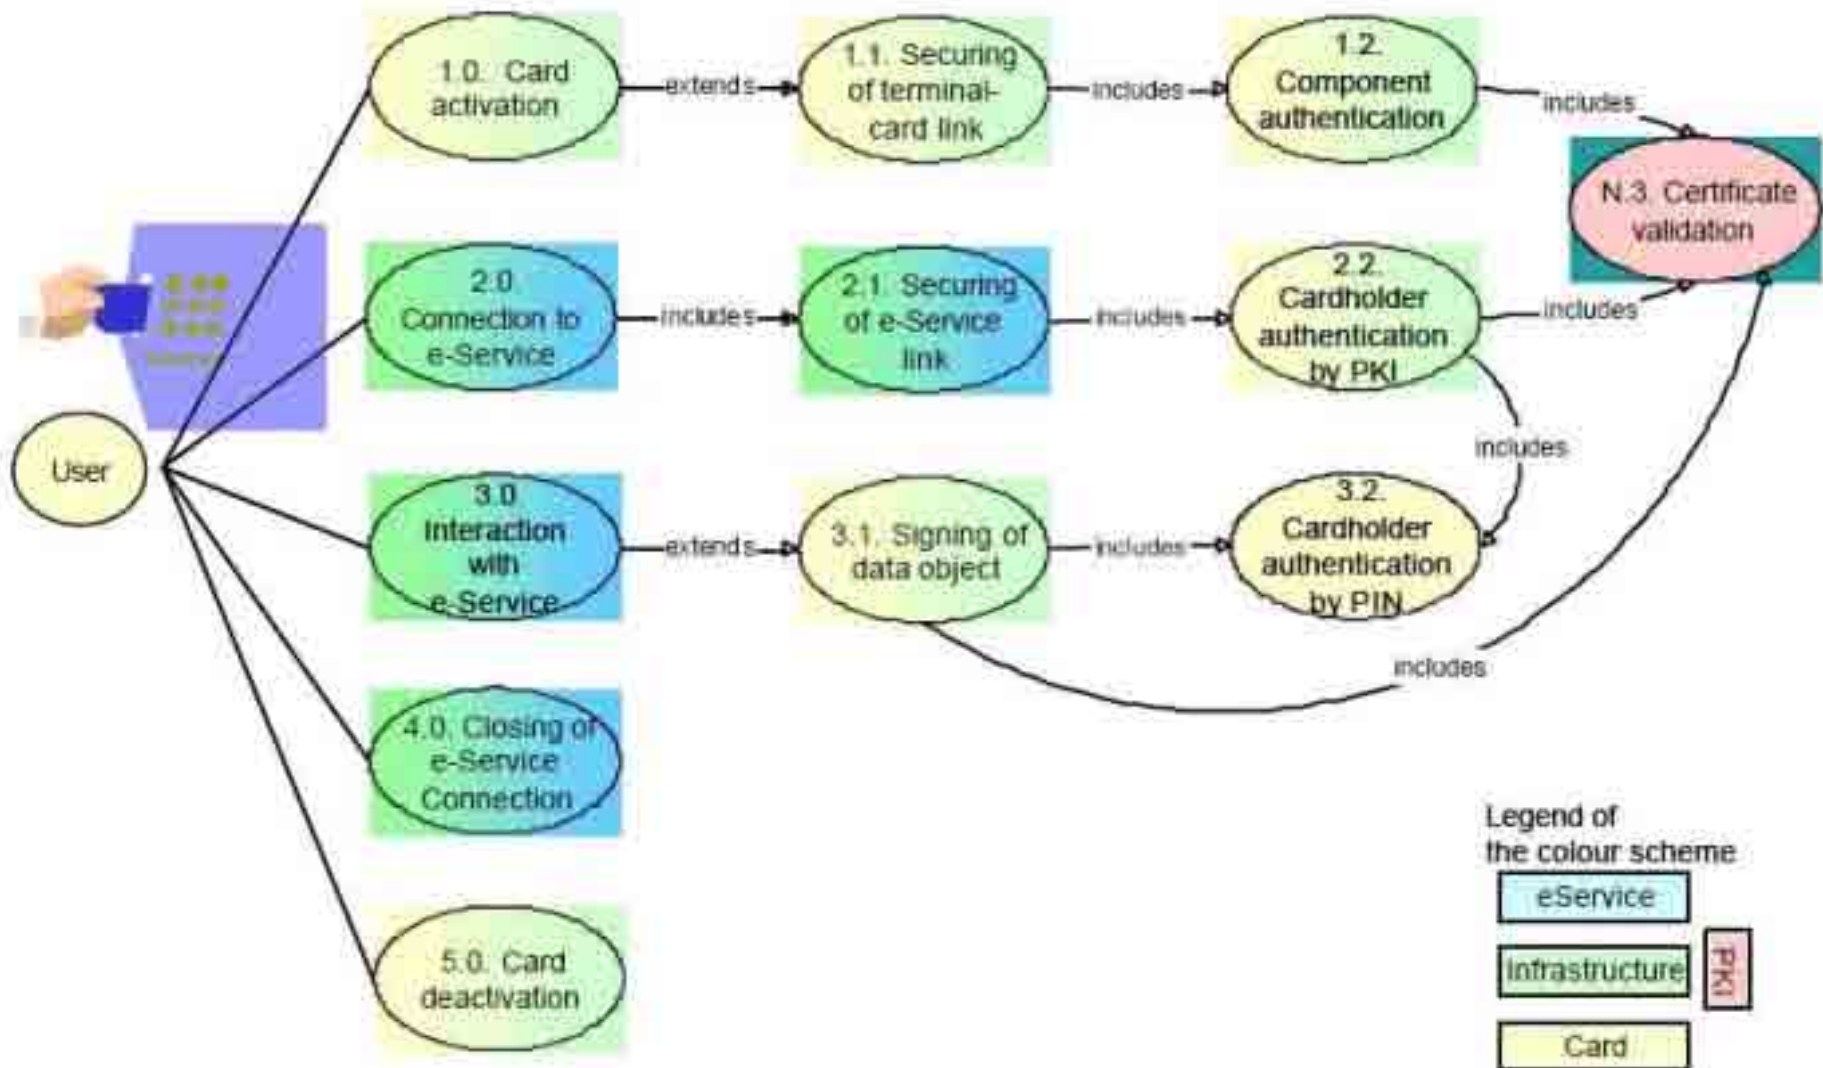 1.0. Card
activation
extends
1.1. Securing
of terminal-
card link
includes
1.2.
Component
authentication
includes
N.3. Certificate
validation
2.0.
Connection to
e-Service
includes
2.1. Securing
of e-Service
link
includes
2.2.
Cardholder
authentication
by PKI
includes
includes
User
3.0
Interaction
with
e-Service
extends
3.1. Signing of
data object
includes
3.2.
Cardholder
authentication
by PIN
includes
4.0. Closing of
e-Service
Connection
5.0. Card
deactivation
Legend of
the colour scheme
eService
Infrastructure
PKI
Card